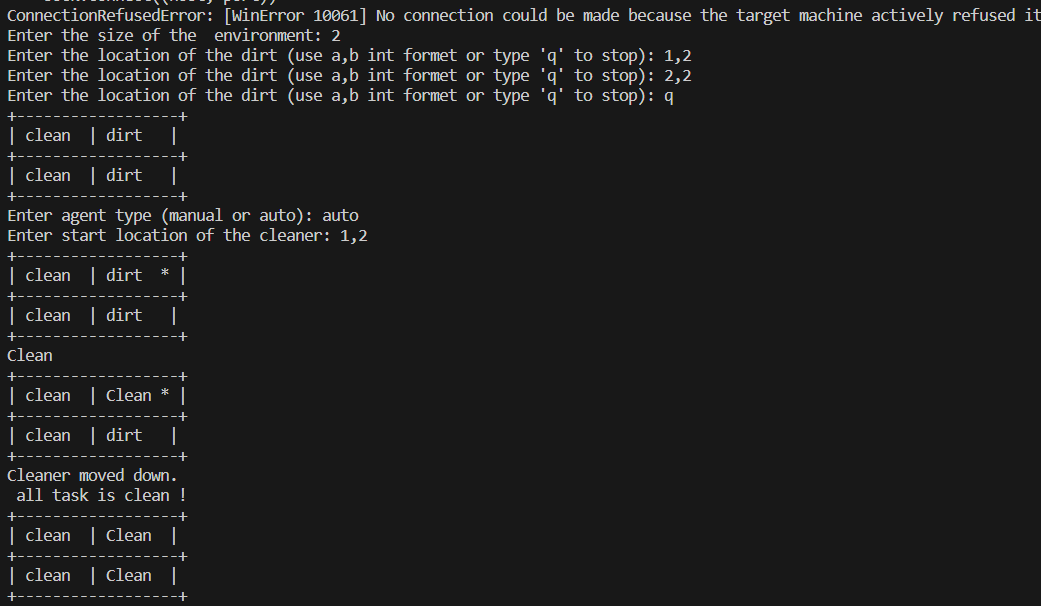 ConnectionRefusedError: [WinError 10061] No connection could be made because the target machine actively refused it
Enter the size of the  environment: 2
Enter the location of the dirt (use a,b int formet or type 'q' to stop): 1,2
Enter the location of the dirt (use a,b int formet or type 'q' to stop): 2,2
Enter the location of the dirt (use a,b int formet or type 'q' to stop): q
+------------------+
| clean  | dirt   |
+------------------+
| clean  | dirt   |
+------------------+
Enter agent type (manual or auto): auto
Enter start location of the cleaner: 1,2
+------------------+
| clean  | dirt  * |
+------------------+
| clean  | dirt   |
+------------------+
Clean
+------------------+
| clean  | Clean * |
+------------------+
| clean  | dirt   |
+------------------+
Cleaner moved down.
 all task is clean !
+------------------+
| clean  | Clean  |
+------------------+
| clean  | Clean  |
+------------------+